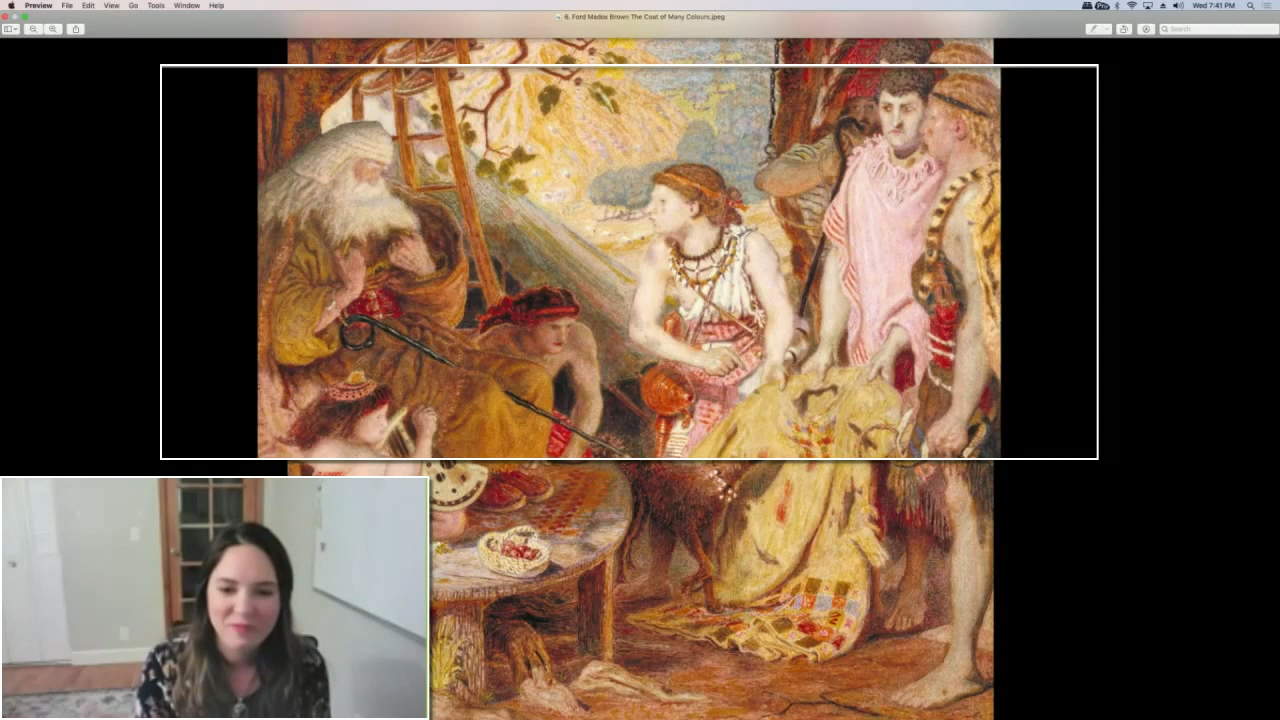 Preview File Edit View Go Tools Window Help
Pro
Wed 7:41 PM
6. Ford Madox Brown The Coat of Many Colours.jpeg
Search